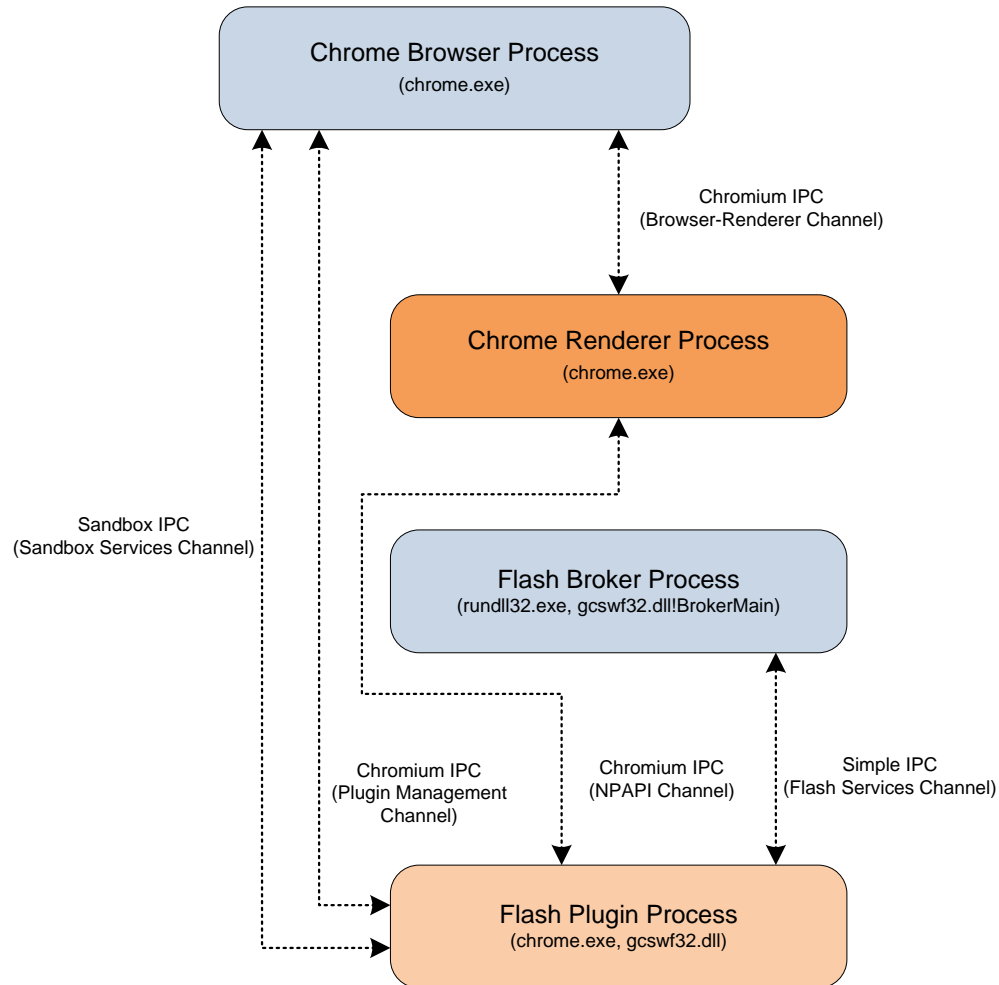 Chrome Browser Process
(chrome.exe)
Chromium IPC
(Browser-Renderer Channel)
Chrome Renderer Process
(chrome.exe)
Sandbox IPC
(Sandbox Services Channel)
Flash Broker Process
(rundll32.exe, gcswf32.dll!BrokerMain)
Chromium IPC
(Plugin Management
Channel)
Chromium IPC
(NPAPI Channel)
Simple IPC
(Flash Services Channel)
Flash Plugin Process
(chrome.exe, gcswf32.dll)